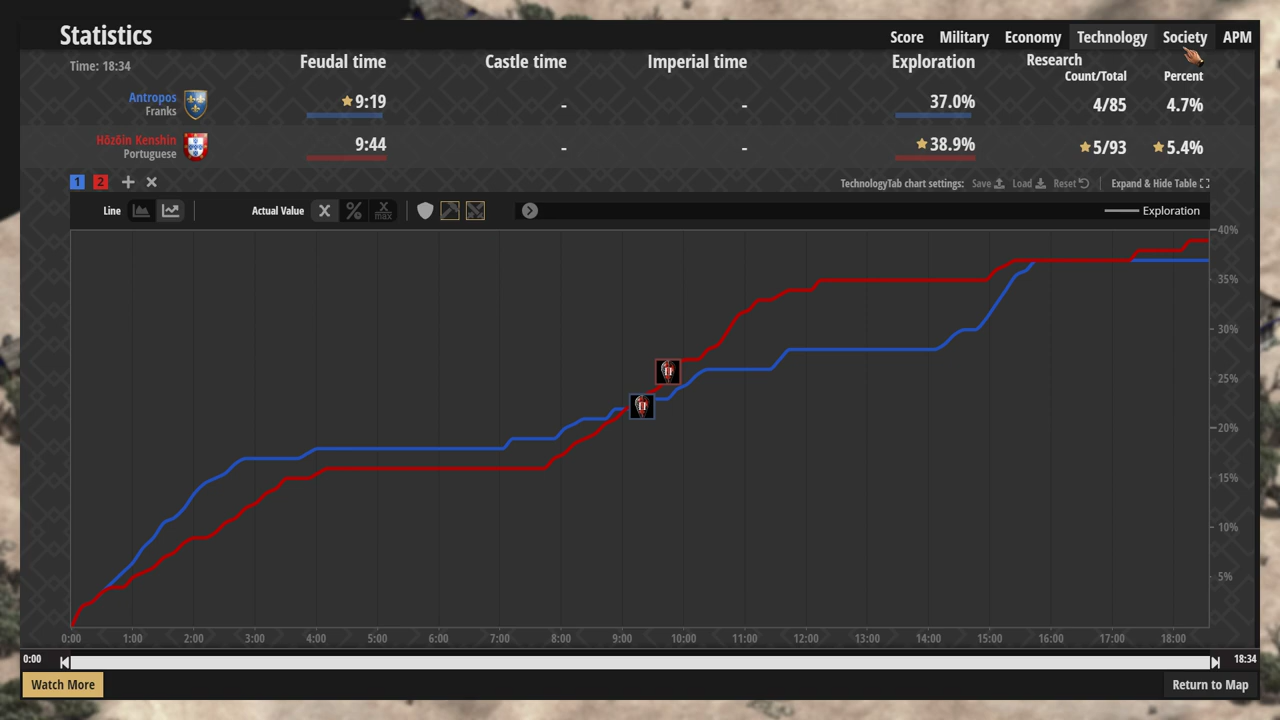 Statistics
Score Military Economy Technology Society APM
Time: 18:34 Feudal time Castle time Imperial time Exploration Research
Count/Total Percent
Antropos
Franks
9:19 - - 37.0% 4/85 4.7%
Hōzōin Kenshin
Portuguese
9:44 - - 38.9% 5/93 5.4%
1 2 + ×
TechnologyTab chart settings: Save Load Reset Expand & Hide Table
Line Actual Value X % X/max Exploration
40%
35%
30%
25%
20%
15%
10%
5%
0:00 1:00 2:00 3:00 4:00 5:00 6:00 7:00 8:00 9:00 10:00 11:00 12:00 13:00 14:00 15:00 16:00 17:00 18:00
0:00 18:34
Watch More Return to Map